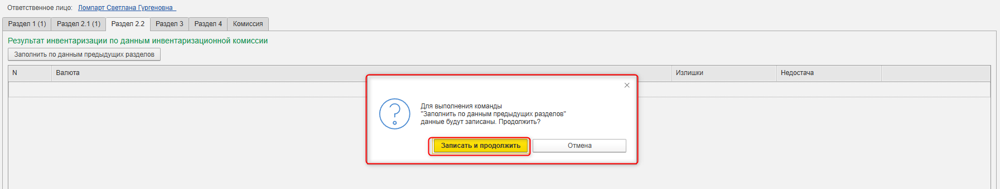 Ответственное лицо: Ломпарт Светлана Гургеновна
Раздел 1 (1) Раздел 2.1 (1) Раздел 2.2 Раздел 3 Раздел 4 Комиссия
Результат инвентаризации по данным инвентаризационной комиссии
Заполнить по данным предыдущих разделов
N Валюта Излишки Недостача
Для выполнения команды
"Заполнить по данным предыдущих разделов"
данные будут записаны. Продолжить?
Записать и продолжить Отмена